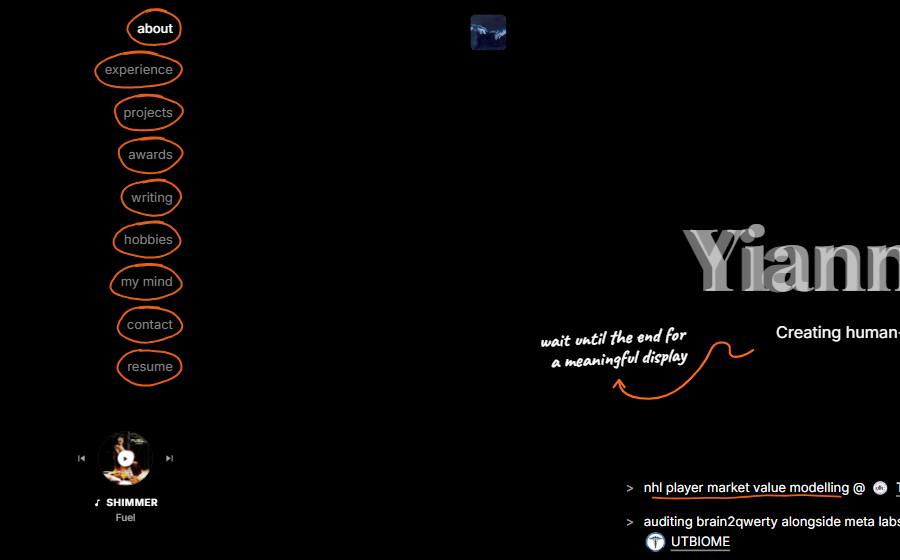 about
experience
projects
awards
writing
hobbies
my mind
contact
resume
SHIMMER
Fuel
Yiann
Creating human-
wait until the end for
a meaningful display
> nhl player market value modelling @
> auditing brain2qwerty alongside meta labs
UTBIOME